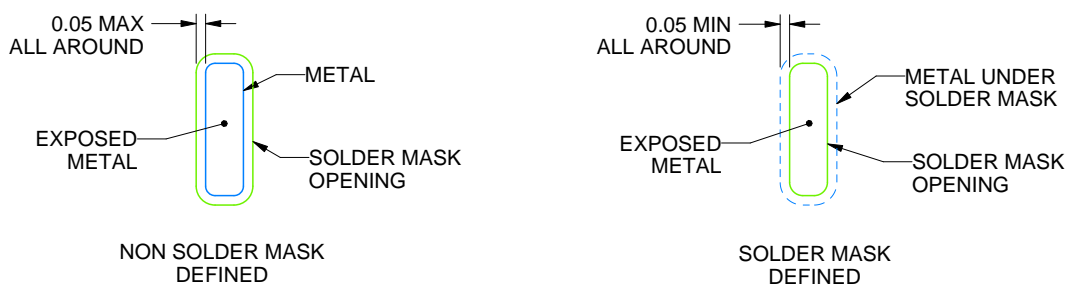 0.05 MAX
ALL AROUND
METAL
EXPOSED
METAL
SOLDER MASK
OPENING
NON SOLDER MASK
DEFINED
0.05 MIN
ALL AROUND
METAL UNDER
SOLDER MASK
EXPOSED
METAL
SOLDER MASK
OPENING
SOLDER MASK
DEFINED